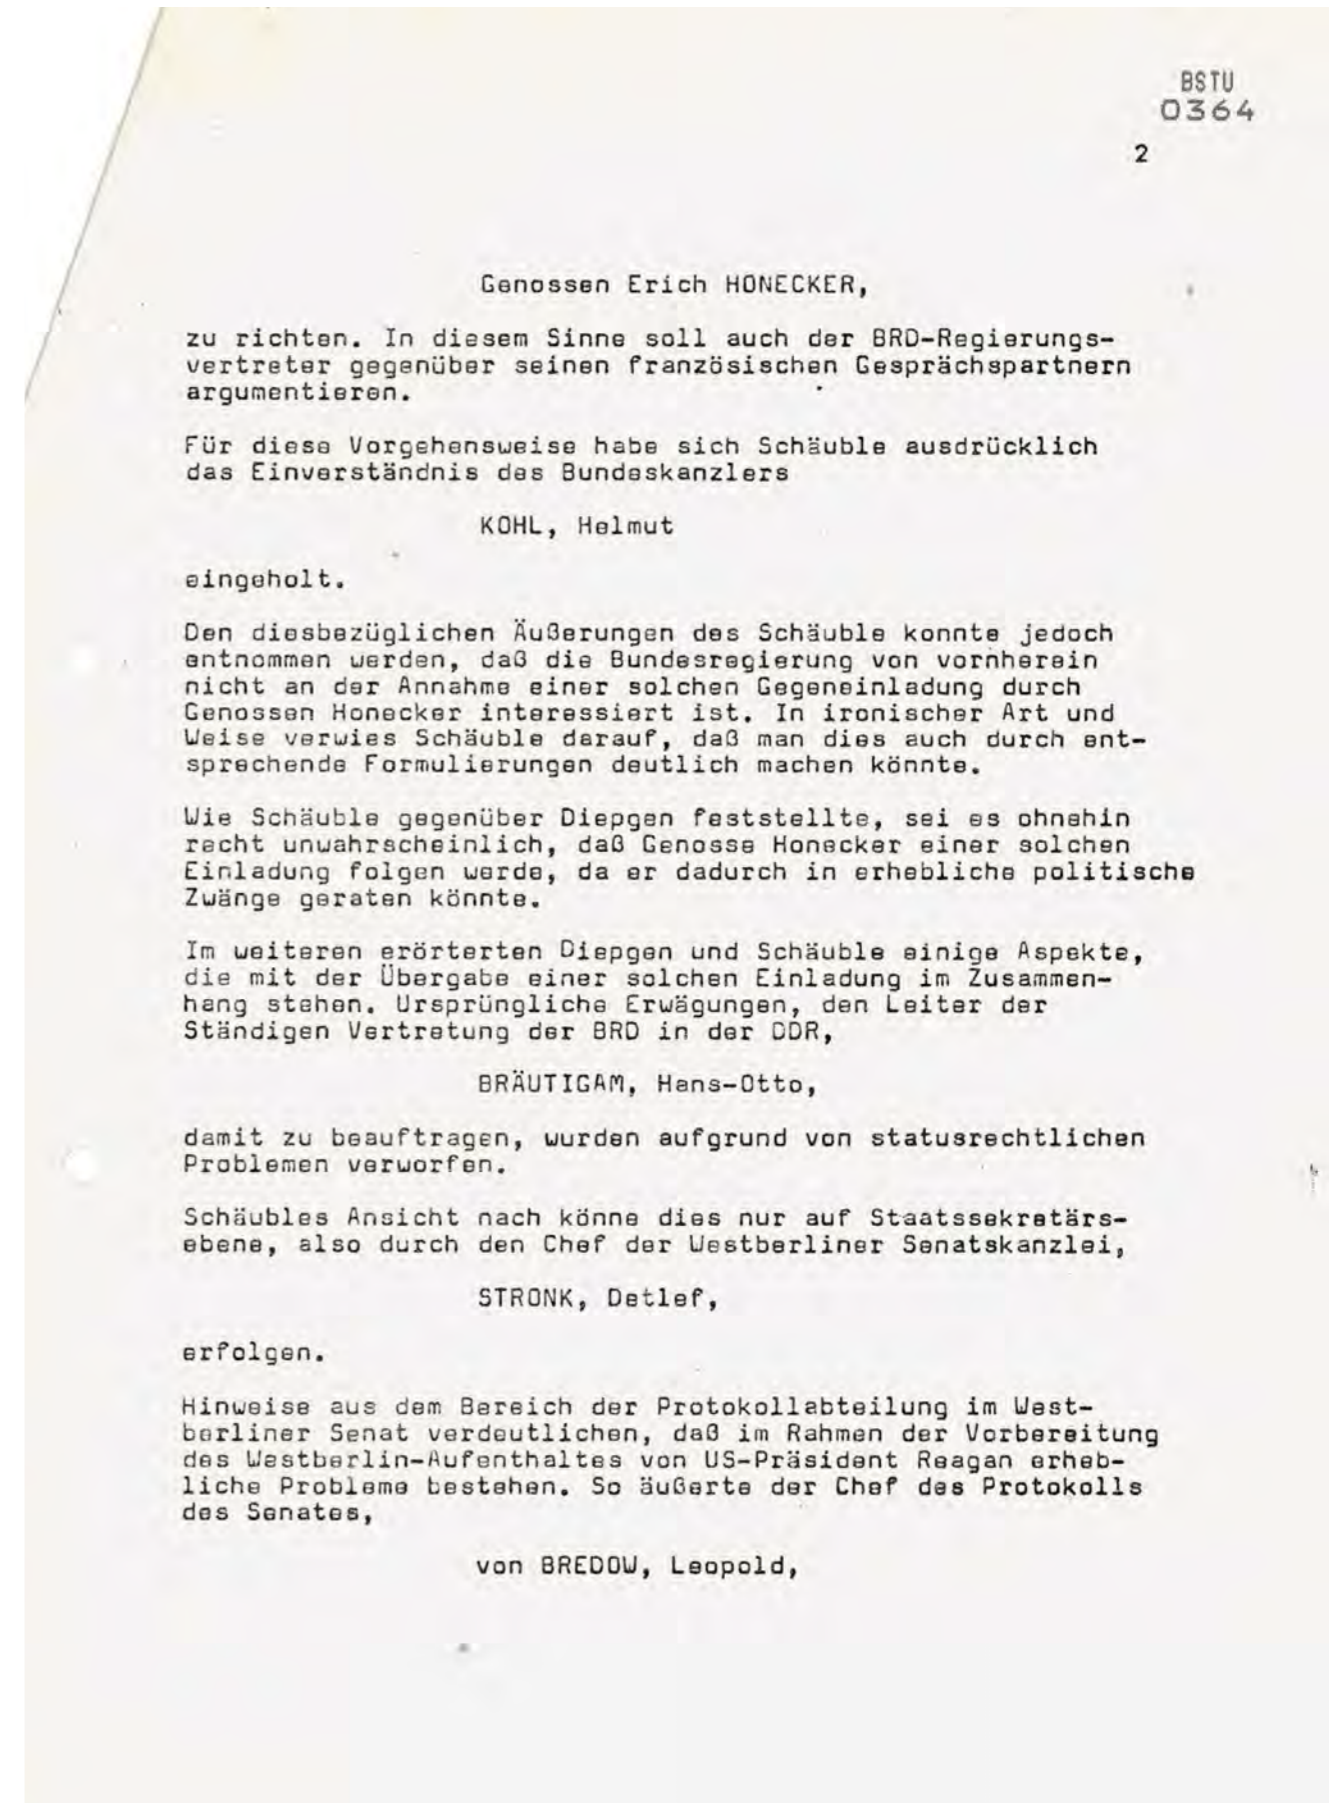 BSTU
0364
2
Genossen Erich HONECKER,
zu richten. In diesem Sinne soll auch der BRD-Regierungs-
vertreter gegenüber seinen französischen Gesprächspartnern
argumentieren.
Für diese Vorgehensweise habe sich Schäuble ausdrücklich
das Einverständnis des Bundeskanzlers
KOHL, Helmut
eingeholt.
Den diesbezüglichen Äußerungen des Schäuble konnte jedoch
entnommen werden, daß die Bundesregierung von vornherein
nicht an der Annahme einer solchen Gegeneinladung durch
Genossen Honecker interessiert ist. In ironischer Art und
Weise verwies Schäuble darauf, daß man dies auch durch ent-
sprechende Formulierungen deutlich machen könnte.
Wie Schäuble gegenüber Diepgen feststellte, sei es ohnehin
recht unwahrscheinlich, daß Genosse Honecker einer solchen
Einladung folgen werde, da er dadurch in erhebliche politische
Zwänge geraten könnte.
Im weiteren erörterten Diepgen und Schäuble einige Aspekte,
die mit der Übergabe einer solchen Einladung im Zusammen-
hang stehen. Ursprüngliche Erwägungen, den Leiter der
Ständigen Vertretung der BRD in der DDR,
BRÄUTIGAM, Hans-Otto,
damit zu beauftragen, wurden aufgrund von statusrechtlichen
Problemen verworfen.
Schäubles Ansicht nach könne dies nur auf Staatssekretärs-
ebene, also durch den Chef der Westberliner Senatskanzlei,
STRONK, Detlef,
erfolgen.
Hinweise aus dem Bereich der Protokollabteilung im West-
berliner Senat verdeutlichen, daß im Rahmen der Vorbereitung
des Westberlin-Aufenthaltes von US-Präsident Reagan erheb-
liche Probleme bestehen. So äußerte der Chef des Protokolls
des Senates,
von BREDOW, Leopold,